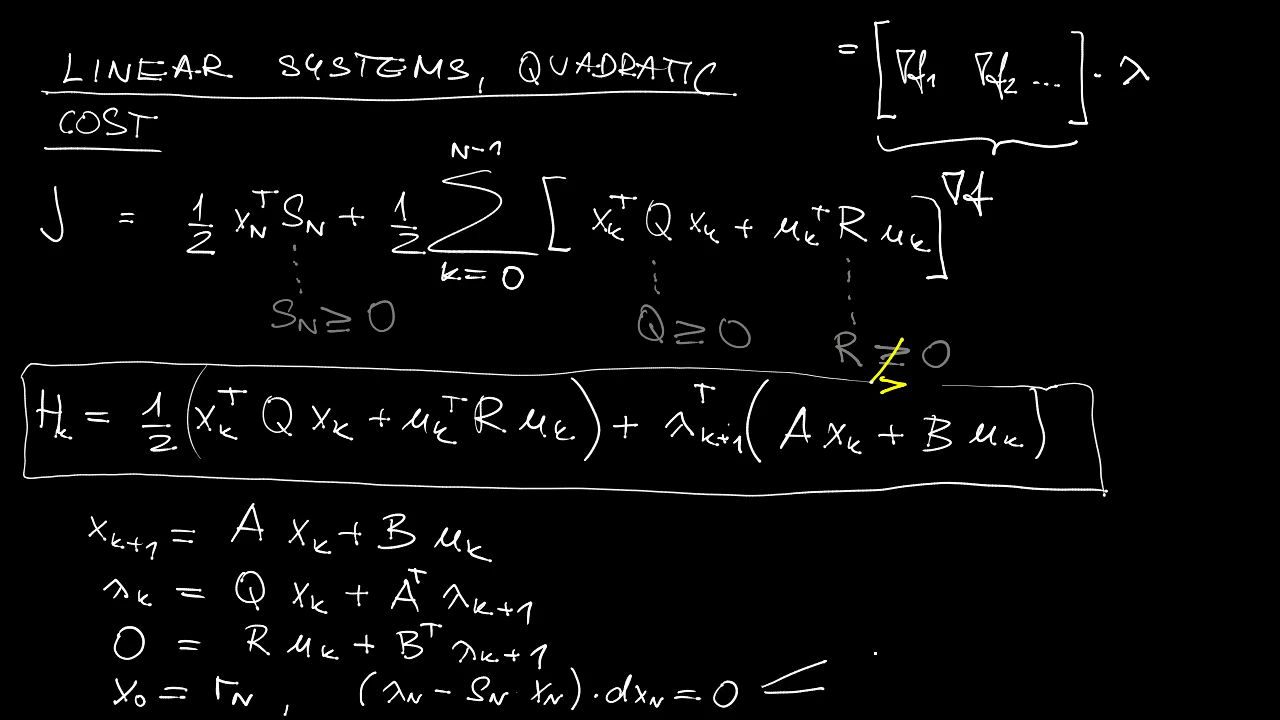 LINEAR SYSTEMS, QUADRATIC
COST
= [∇f₁ ∇f₂ ...] · λ
∇f
J = 1/2 x_N^T S_N + 1/2 ∑_{k=0}^{N-1} [x_k^T Q x_k + u_k^T R u_k]
S_N ≥ 0 Q ≥ 0 R ≥ 0
>
H_k = 1/2 (x_k^T Q x_k + u_k^T R u_k) + λ_{k+1}^T (A x_k + B u_k)
x_{k+1} = A x_k + B u_k
λ_k = Q x_k + A^T λ_{k+1}
0 = R u_k + B^T λ_{k+1}
x_0 = r_N, (λ_N - S_N x_N) · dx_N = 0